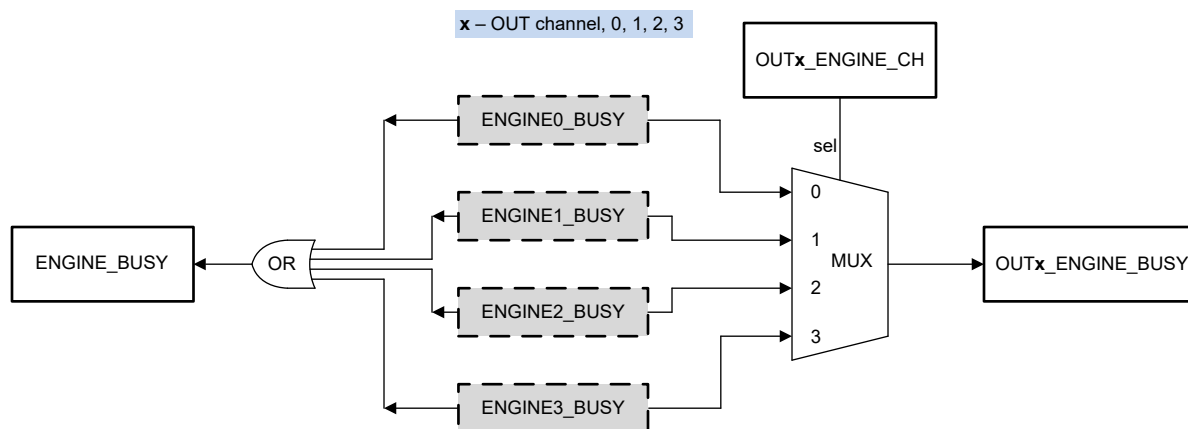 x – OUT channel, 0, 1, 2, 3
OUTx_ENGINE_CH
ENGINE0_BUSY
sel
0
ENGINE1_BUSY
1
ENGINE_BUSY
OR
MUX
OUTx_ENGINE_BUSY
2
ENGINE2_BUSY
3
ENGINE3_BUSY